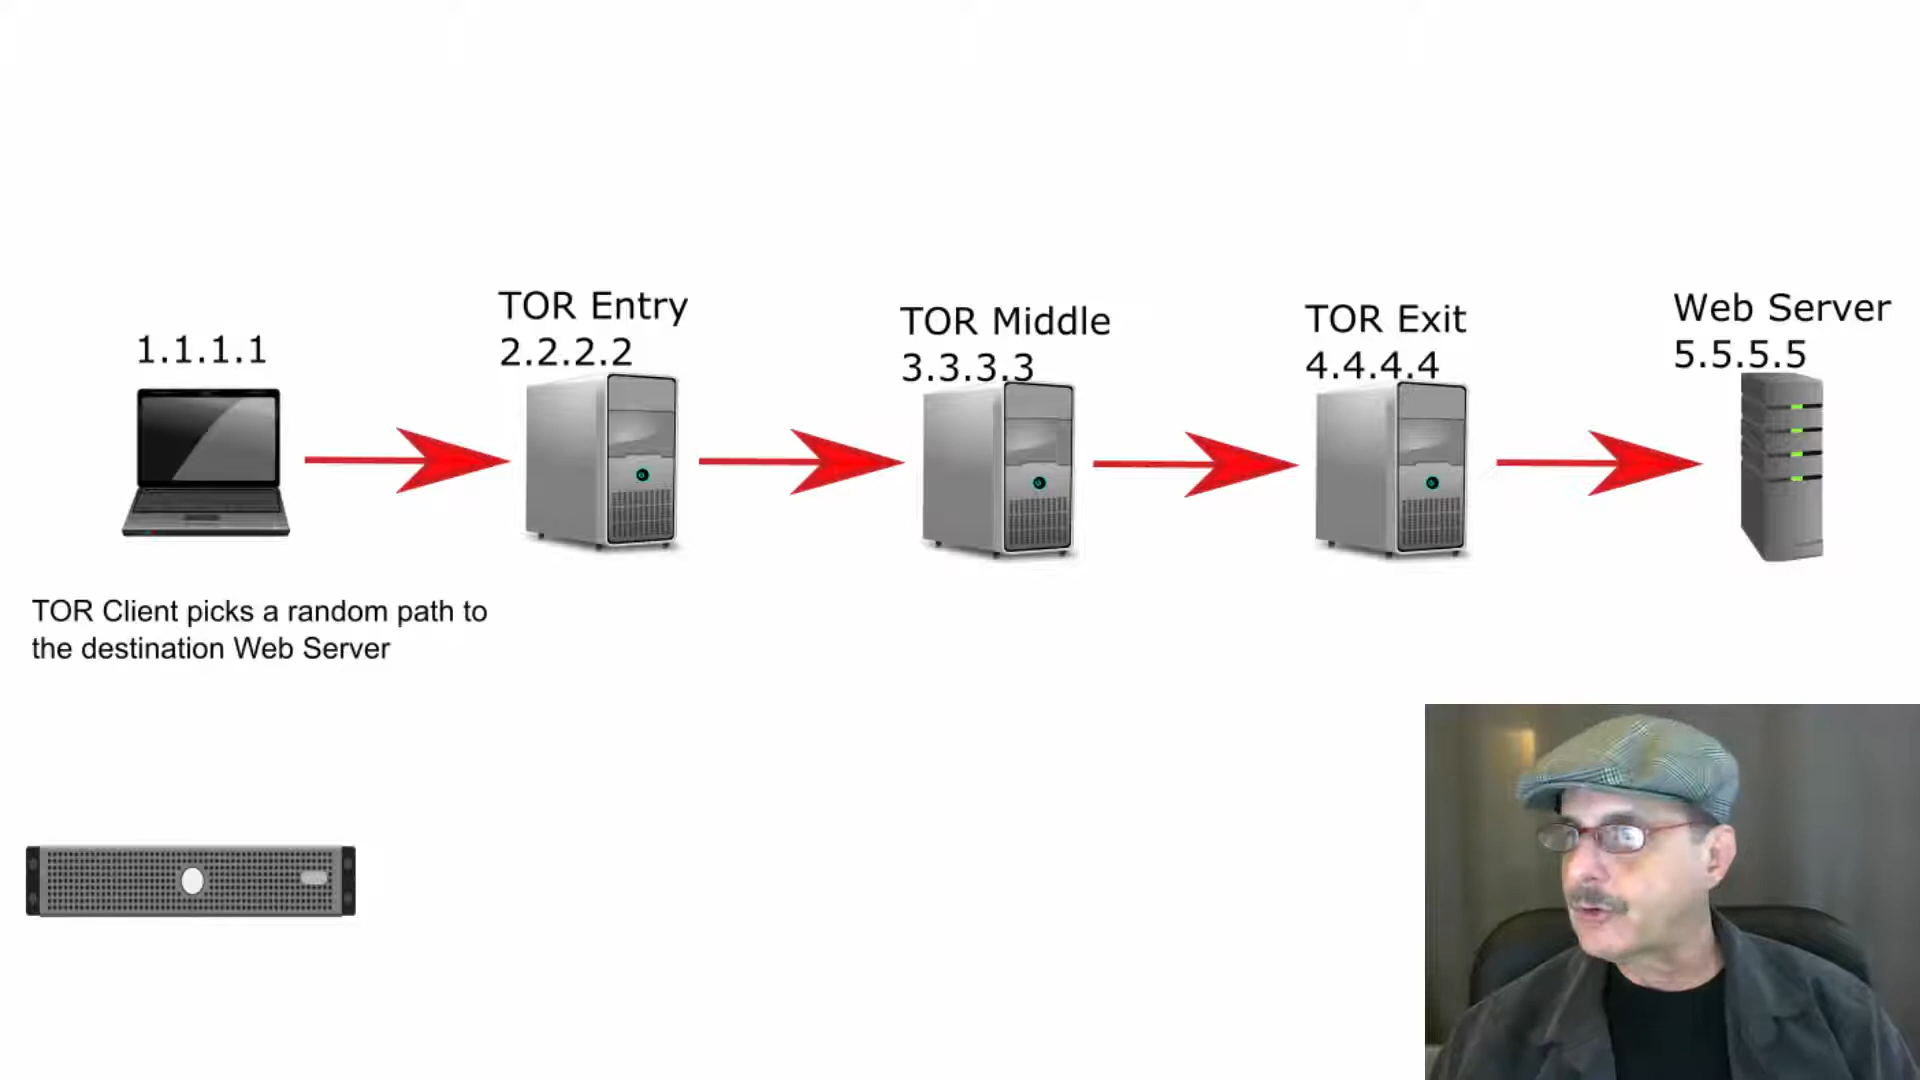 TOR Entry
2.2.2.2
TOR Middle
3.3.3.3
TOR Exit
4.4.4.4
Web Server
5.5.5.5
1.1.1.1
TOR Client picks a random path to
the destination Web Server